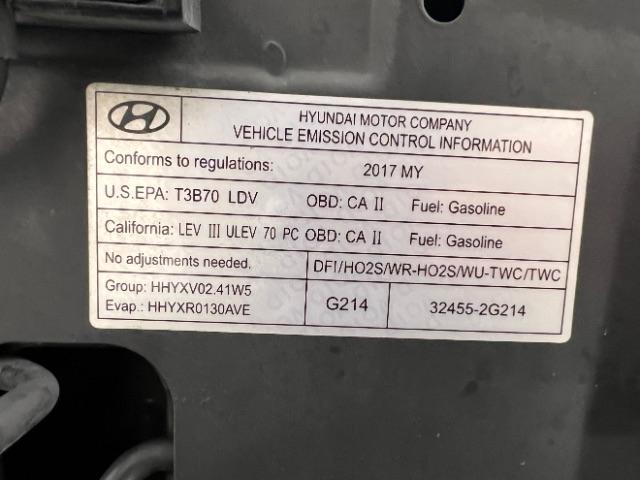 HYUNDAI MOTOR COMPANY
VEHICLE EMISSION CONTROL INFORMATION
Conforms to regulations: 2017 MY
U.S.EPA: T3B70 LDV OBD: CA II Fuel: Gasoline
California: LEV III ULEV 70 PC OBD: CA II Fuel: Gasoline
No adjustments needed. DFI/HO2S/WR-HO2S/WU-TWC/TWC
Group: HHYXV02.41W5
Evap.: HHYXR0130AVE G214 32455-2G214